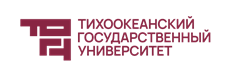 ТИХООКЕАНСКИЙ
ГОСУДАРСТВЕННЫЙ
УНИВЕРСИТЕТ